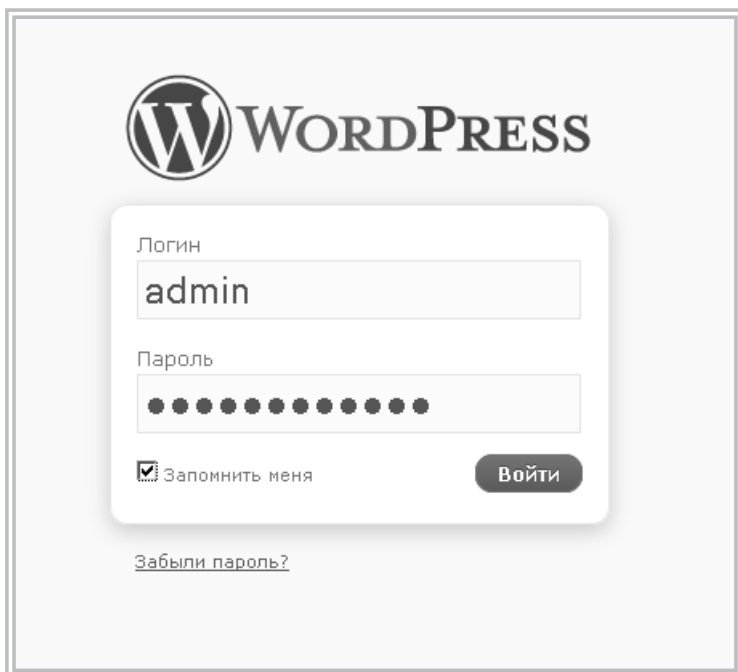 WORDPRESS
Логин
admin
Пароль
••••••••••••
Запомнить меня
Войти
Забыли пароль?